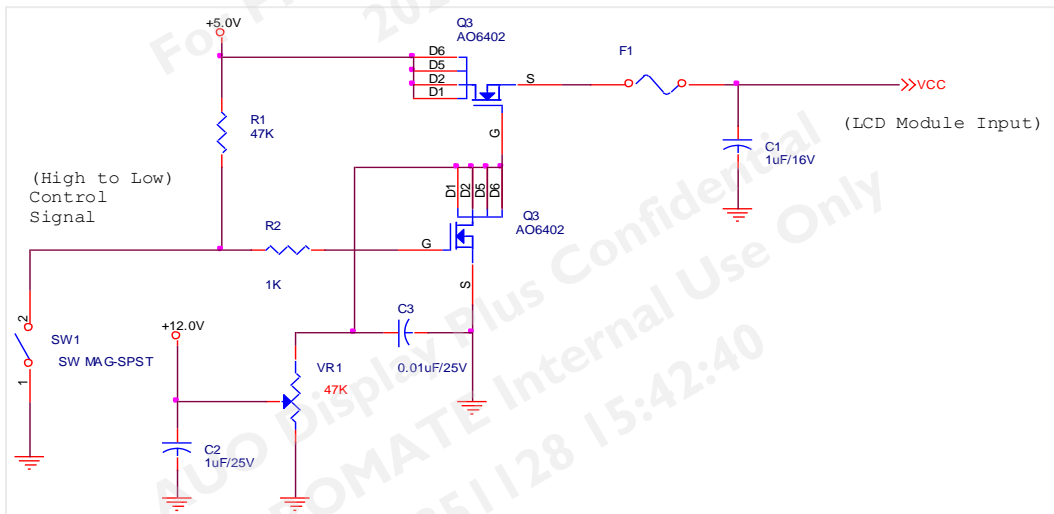 +5.0V
Q3
AO6402
D6
D5
D2
D1
S
G
F1
VCC
(LCD Module Input)
R1
47K
C1
1uF/16V
(High to Low)
Control
Signal
D1
D2
D5
D6
Q3
AO6402
G
S
R2
1K
+12.0V
C3
0.01uF/25V
2
SW1
SW MAG-SPST
1
VR1
47K
C2
1uF/25V
AUO Display Plus Confidential
OMATE Internal Use Only
51128 15:42:40